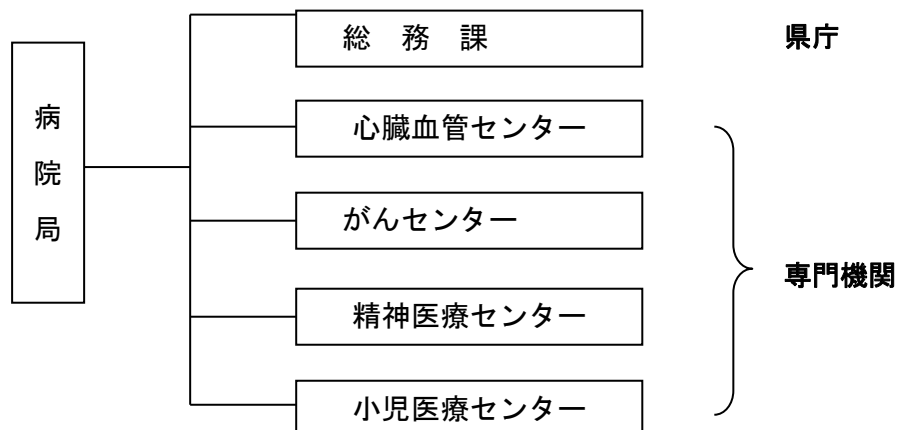 病院局
総務課
県庁
心臓血管センター
がんセンター
精神医療センター
小児医療センター
専門機関